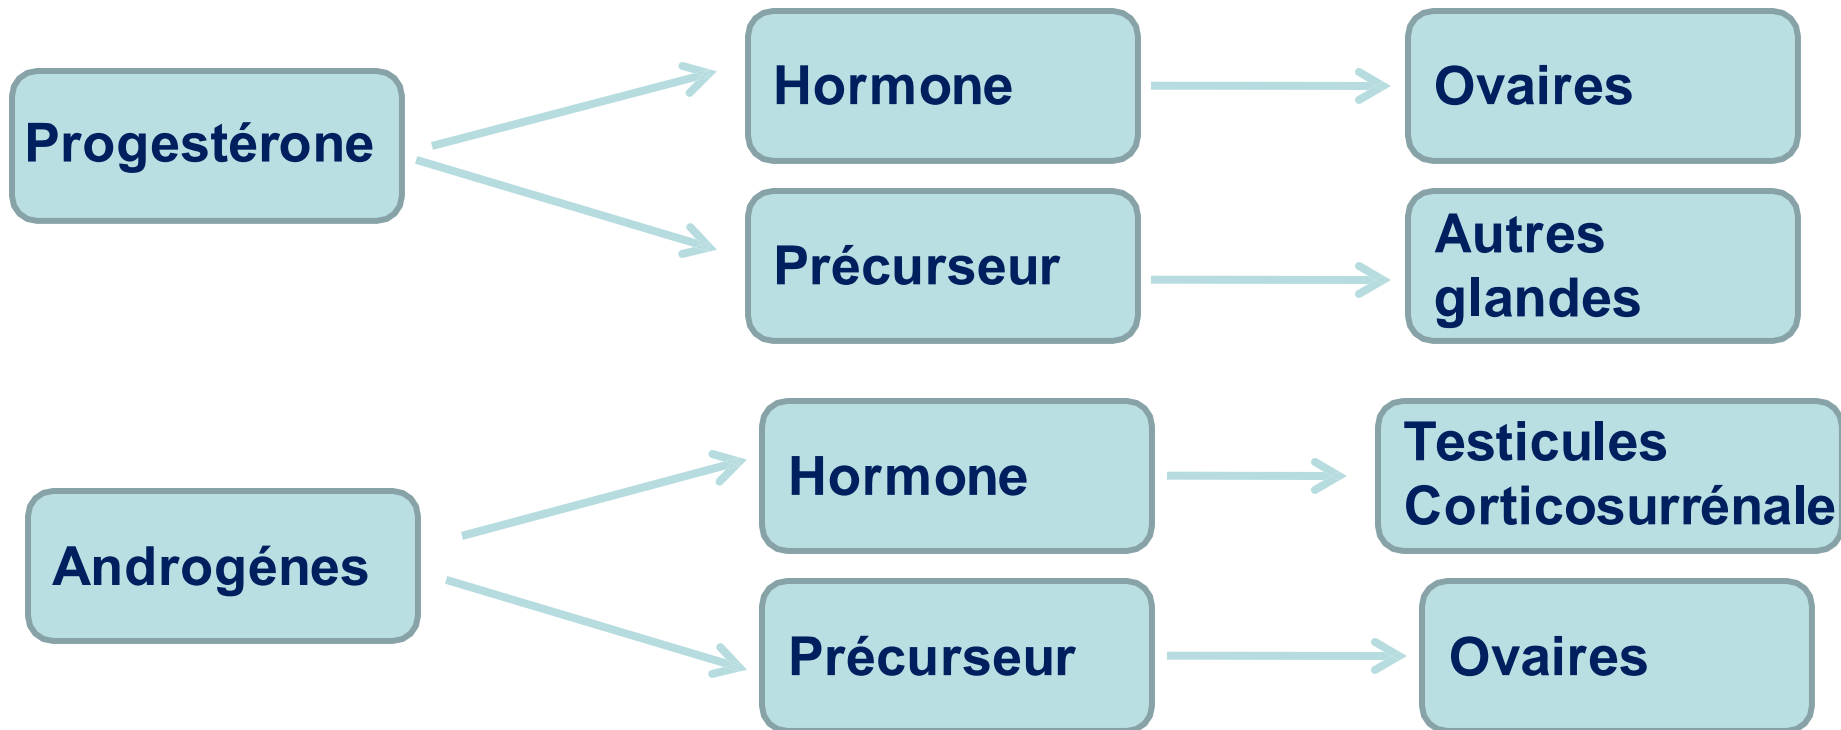 Progestérone
Hormone
Ovaires
Précurseur
Autres
glandes
Androgénes
Hormone
Testicules
Corticosurrénale
Précurseur
Ovaires